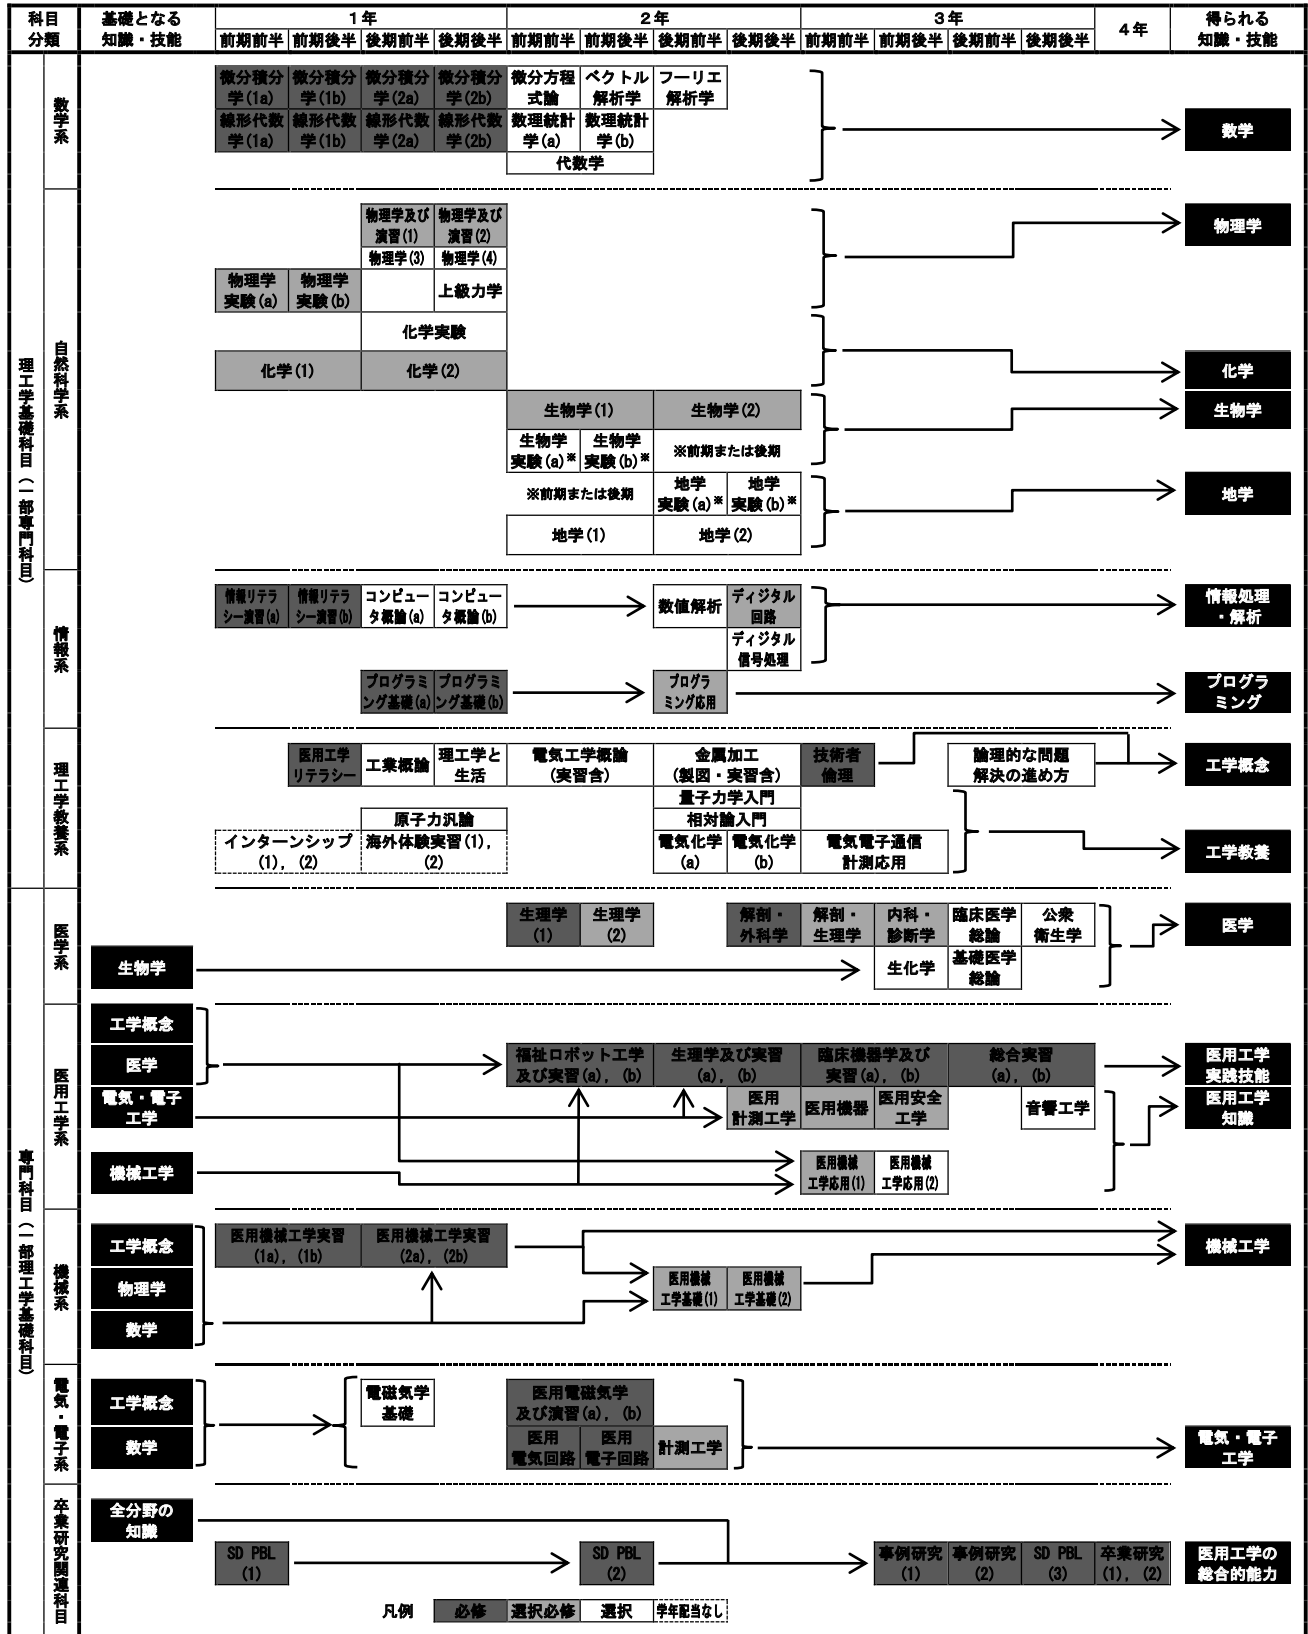 科目
分類
基礎となる
知識・技能
1年
2年
3年
4年
得られる
知識・技能
前期前半 前期後半 後期前半 後期後半 前期前半 前期後半 後期前半 後期後半 前期前半 前期後半 後期前半 後期後半
理工学基礎科目（一部専門科目）
数学系
微分積分 微分積分 微分積分 微分積分 微分方程 ベクトル フーリエ
学(1a) 学(1b) 学(2a) 学(2b) 式論 解析学 解析学
線形代数 線形代数 線形代数 線形代数 数理統計 数理統計
学(1a) 学(1b) 学(2a) 学(2b) 学(a) 学(b)
代数学
数学
自然科学系
物理学及び 物理学及び
演習(1) 演習(2)
物理学(3) 物理学(4)
物理学 物理学
実験(a) 実験(b)
上級力学
物理学
化学実験
化学(1) 化学(2)
化学
生物学(1) 生物学(2)
生物学 生物学
実験(a)※ 実験(b)※
※前期または後期
生物学
※前期または後期
地学 地学
実験(a)※ 実験(b)※
地学(1) 地学(2)
地学
情報系
情報リテラ 情報リテラ コンピュー コンピュー
シー演習(a) シー演習(b) タ概論(a) タ概論(b)
数値解析
ディジタル
回路
ディジタル
信号処理
情報処理
・解析
プログラミ プログラミ
ング基礎(a) ング基礎(b)
プログラ
ミング応用
プログラ
ミング
理工学教養系
医用工学
リテラシー
工業概論
理工学と
生活
電気工学概論
(実習含)
金属加工
(製図・実習含)
技術者
倫理
論理的な問題
解決の進め方
工学概念
量子力学入門
原子力汎論
相対論入門
インターンシップ
(1), (2)
海外体験実習(1),
(2)
電気化学 電気化学
(a) (b)
電気電子通信
計測応用
工学教養
専門科目（一部理工学基礎科目）
医学系
生理学 生理学
(1) (2)
解剖・
外科学
解剖・
生理学
内科・
診断学
臨床医学
総論
公衆
衛生学
医学
生物学
生化学
基礎医学
総論
医用工学系
工学概念
医学
福祉ロボット工学
及び実習(a), (b)
生理学及び実習
(a), (b)
臨床機器学及び
実習(a), (b)
総合実習
(a), (b)
医用工学
実践技能
電気・電子
工学
医用
計測工学
医用機器
医用安全
工学
音響工学
医用工学
知識
機械工学
医用機械 医用機械
工学応用(1) 工学応用(2)
機械系
工学概念
医用機械工学実習
(1a), (1b)
医用機械工学実習
(2a), (2b)
機械工学
物理学
医用機械 医用機械
工学基礎(1) 工学基礎(2)
数学
電気・電子系
工学概念
電磁気学
基礎
医用電磁気学
及び演習(a), (b)
数学
医用
電気回路
医用
電子回路
計測工学
電気・電子
工学
卒業研究関連科目
全分野の
知識
SD PBL
(1)
SD PBL
(2)
事例研究 事例研究 SD PBL 卒業研究
(1) (2) (3) (1), (2)
医用工学の
総合的能力
凡例 必修 選択必修 選択 学年配当なし